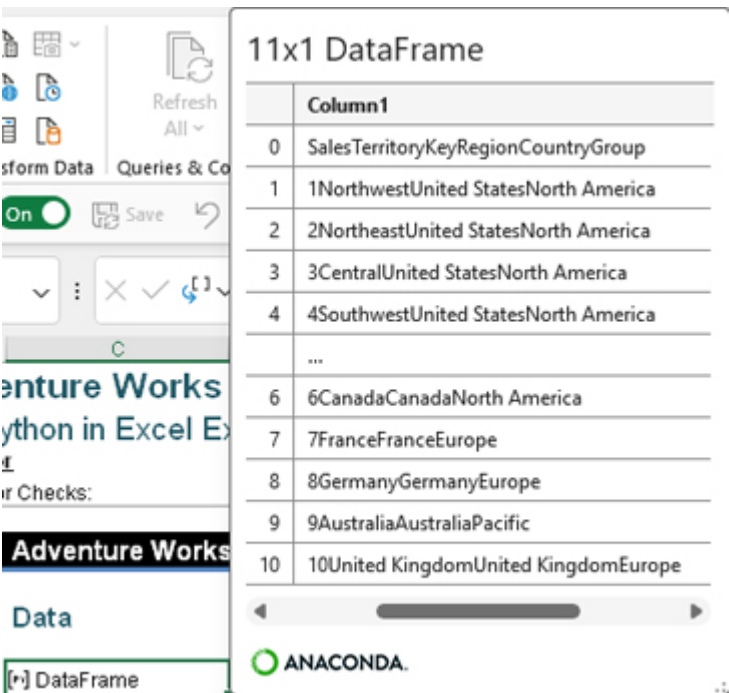 Refresh
All
sform Data
Queries & Co
On
Save
C
enture Works
ython in Excel Ex
r Checks:
Adventure Works
Data
DataFrame
11x1 DataFrame
Column1
0 SalesTerritoryKeyRegionCountryGroup
1 1NorthwestUnited StatesNorth America
2 2NortheastUnited StatesNorth America
3 3CentralUnited StatesNorth America
4 4SouthwestUnited StatesNorth America
...
6 6CanadaCanadaNorth America
7 7FranceFranceEurope
8 8GermanyGermanyEurope
9 9AustraliaAustraliaPacific
10 10United KingdomUnited KingdomEurope
ANACONDA.